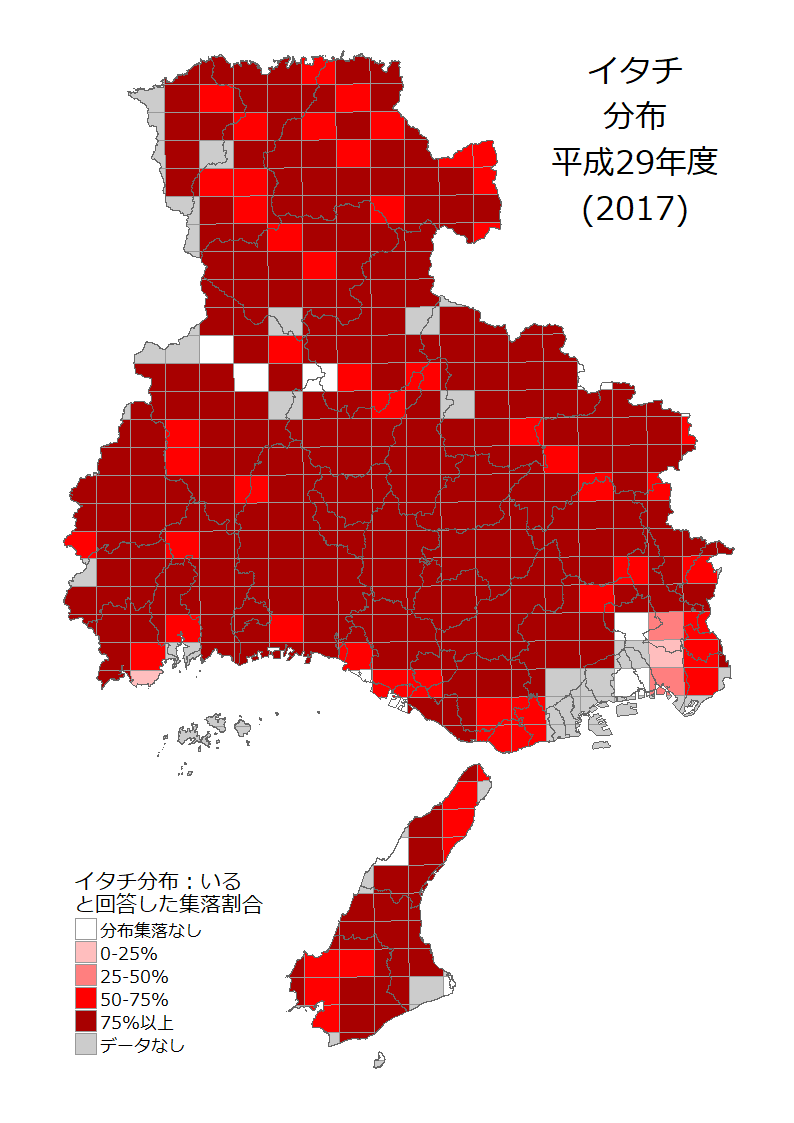 イタチ
分布
平成29年度
(2017)
イタチ分布：いる
と回答した集落割合
分布集落なし
0-25%
25-50%
50-75%
75%以上
データなし